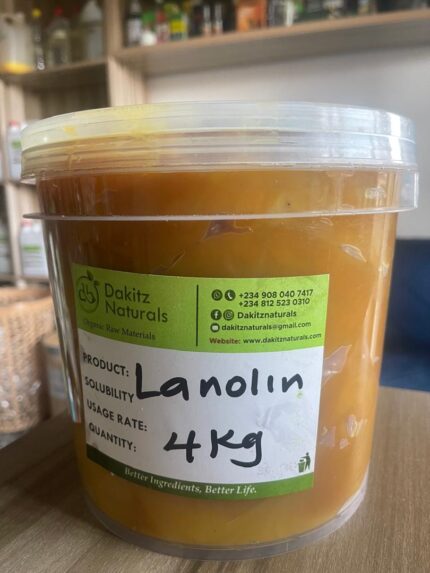 db
Dakitz
Naturals
Organic Raw Materials
+234 908 040 7417
+234 812 523 0310
Dakitznaturals
dakitznaturals@gmail.com
Website: www.dakitznaturals.com
PRODUCT: Lanolin
SOLUBILITY
USAGE RATE:
QUANTITY: 4Kg
Better Ingredients, Better Life.